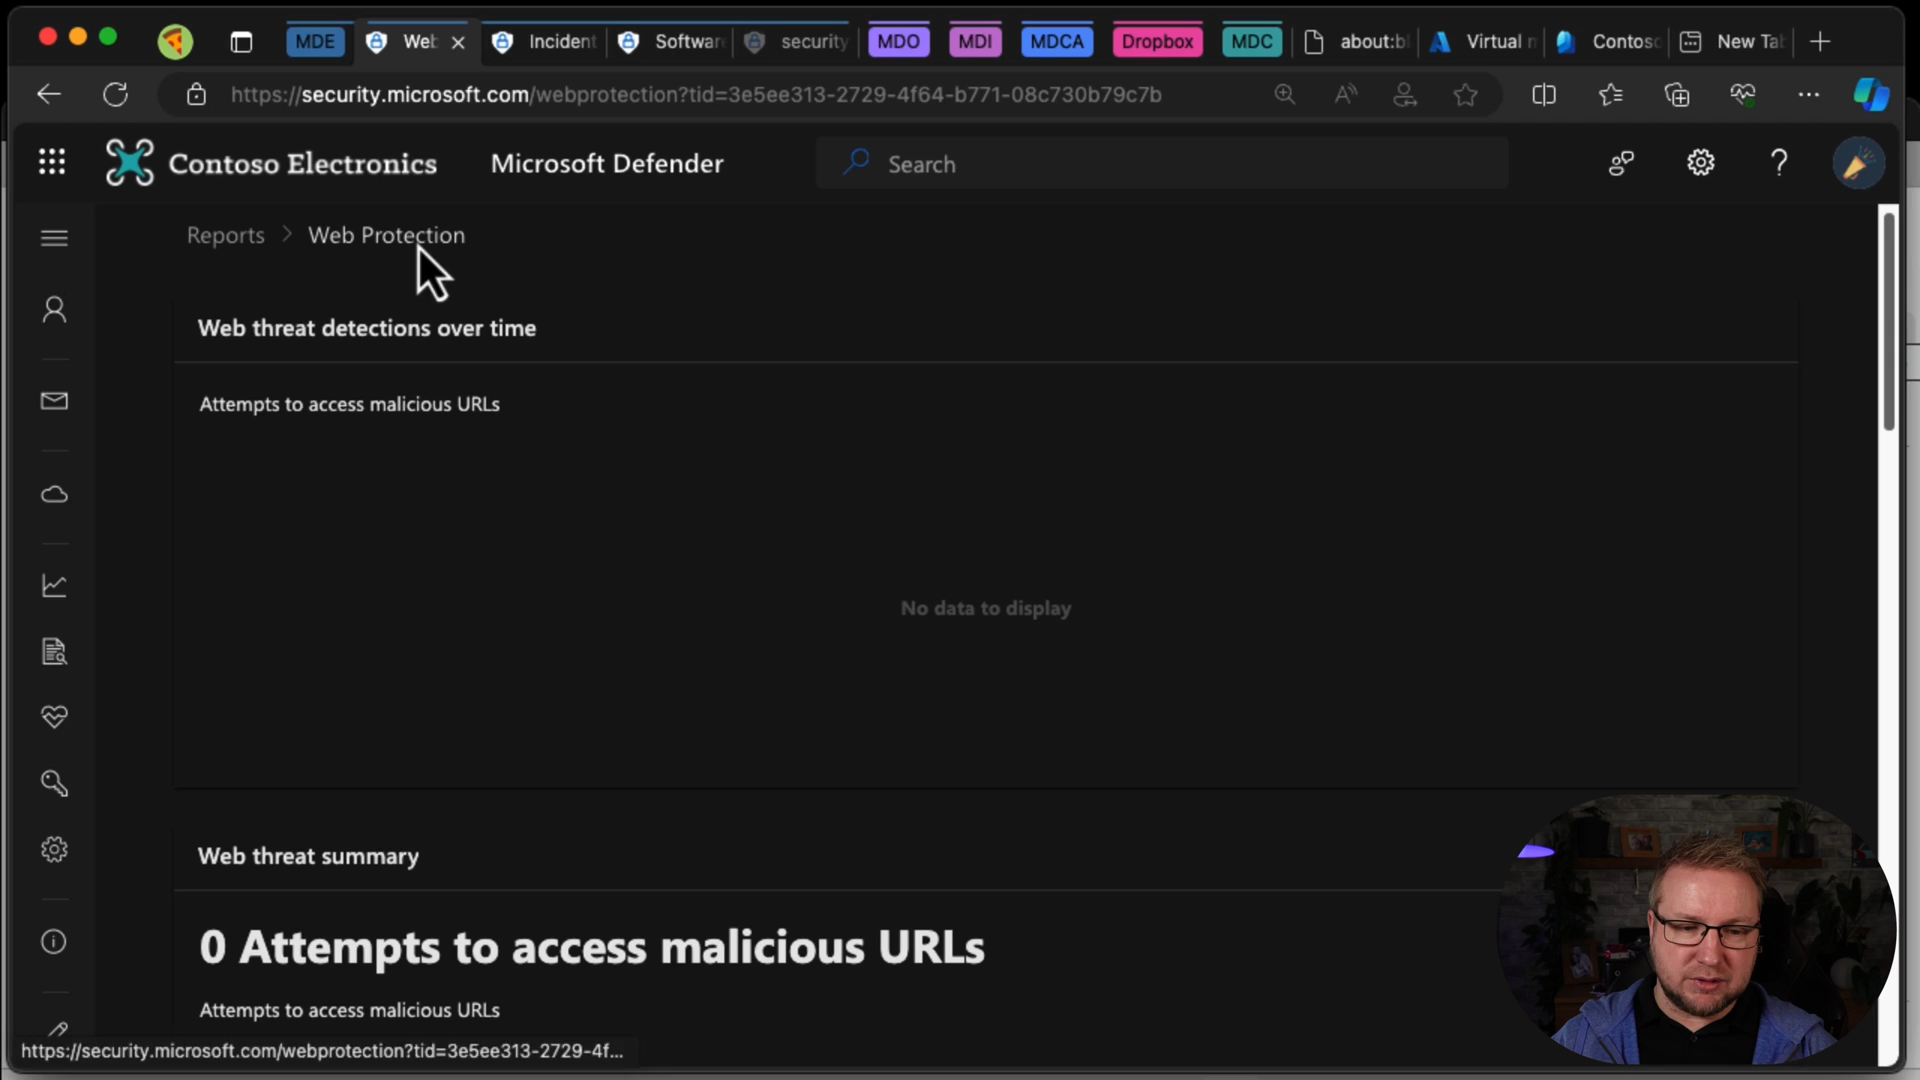 MDE
Web
Incident
Softwar
security
MDO
MDI
MDCA
Dropbox
MDC
about:bl
Virtual m
Contoso
New Tab
https://security.microsoft.com/webprotection?tid=3e5ee313-2729-4f64-b771-08c730b79c7b
Contoso Electronics
Microsoft Defender
Search
Reports > Web Protection
Web threat detections over time
Attempts to access malicious URLs
No data to display
Web threat summary
0 Attempts to access malicious URLs
Attempts to access malicious URLs
https://security.microsoft.com/webprotection?tid=3e5ee313-2729-4f...